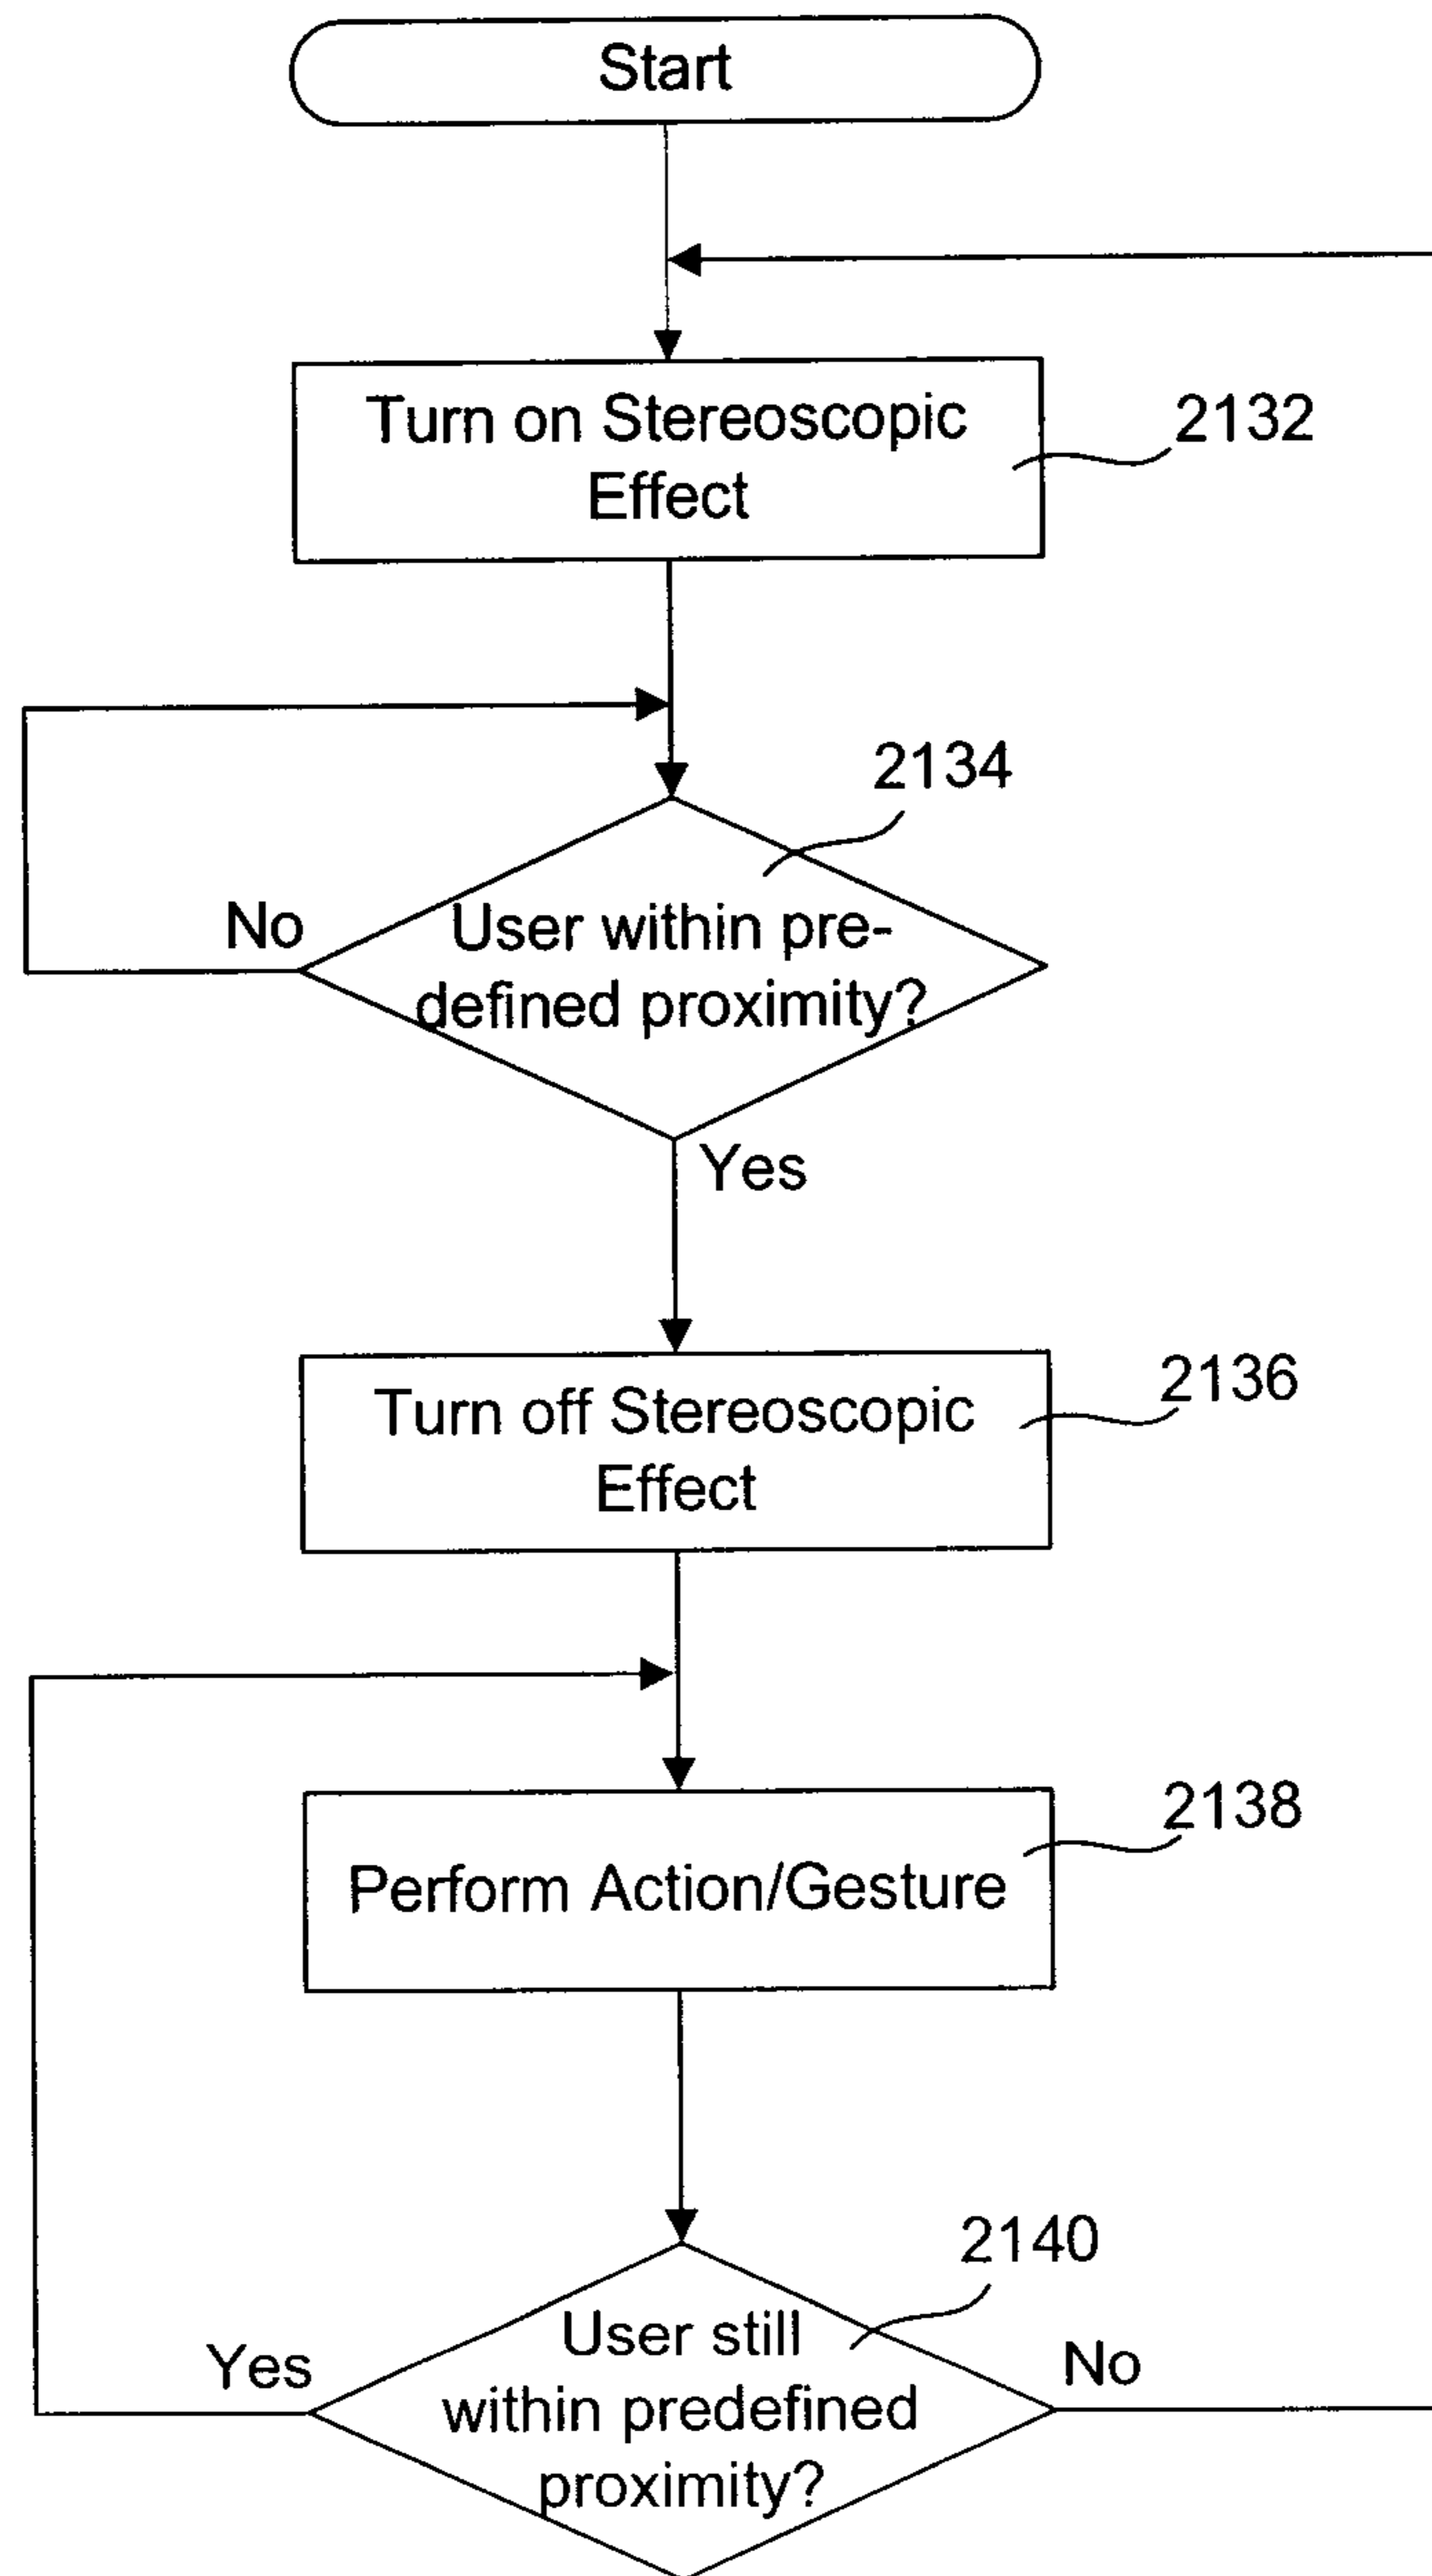 Start
Turn on Stereoscopic
Effect
2132
2134
No
User within pre-
defined proximity?
Yes
Turn off Stereoscopic
Effect
2136
Perform Action/Gesture
2138
2140
User still
within predefined
proximity?
Yes
No